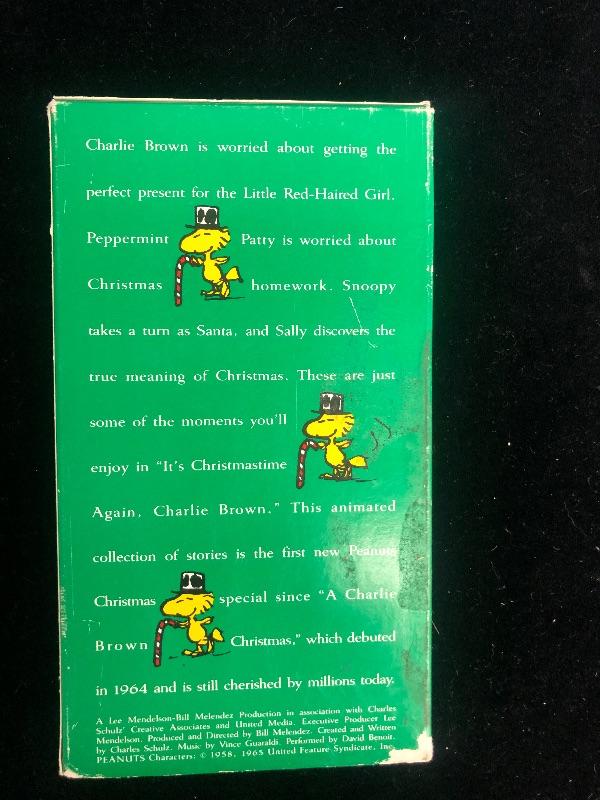 Charlie Brown is worried about getting the
perfect present for the Little Red-Haired Girl.
Peppermint Patty is worried about
Christmas homework. Snoopy
takes a turn as Santa, and Sally discovers the
true meaning of Christmas. These are just
some of the moments you'll
enjoy in "It's Christmastime
Again, Charlie Brown." This animated
collection of stories is the first new Peanuts
Christmas special since "A Charlie
Brown Christmas," which debuted
in 1964 and is still cherished by millions today.
A Lee Mendelson-Bill Melendez Production in association with Charles
Schulz' Creative Associates and United Media. Executive Producer Lee
Mendelson. Produced and Directed by Bill Melendez. Created and Written
by Charles Schulz. Music by Vince Guaraldi. Performed by David Benoit.
PEANUTS Characters: © 1958, 1965 United Feature Syndicate, Inc.